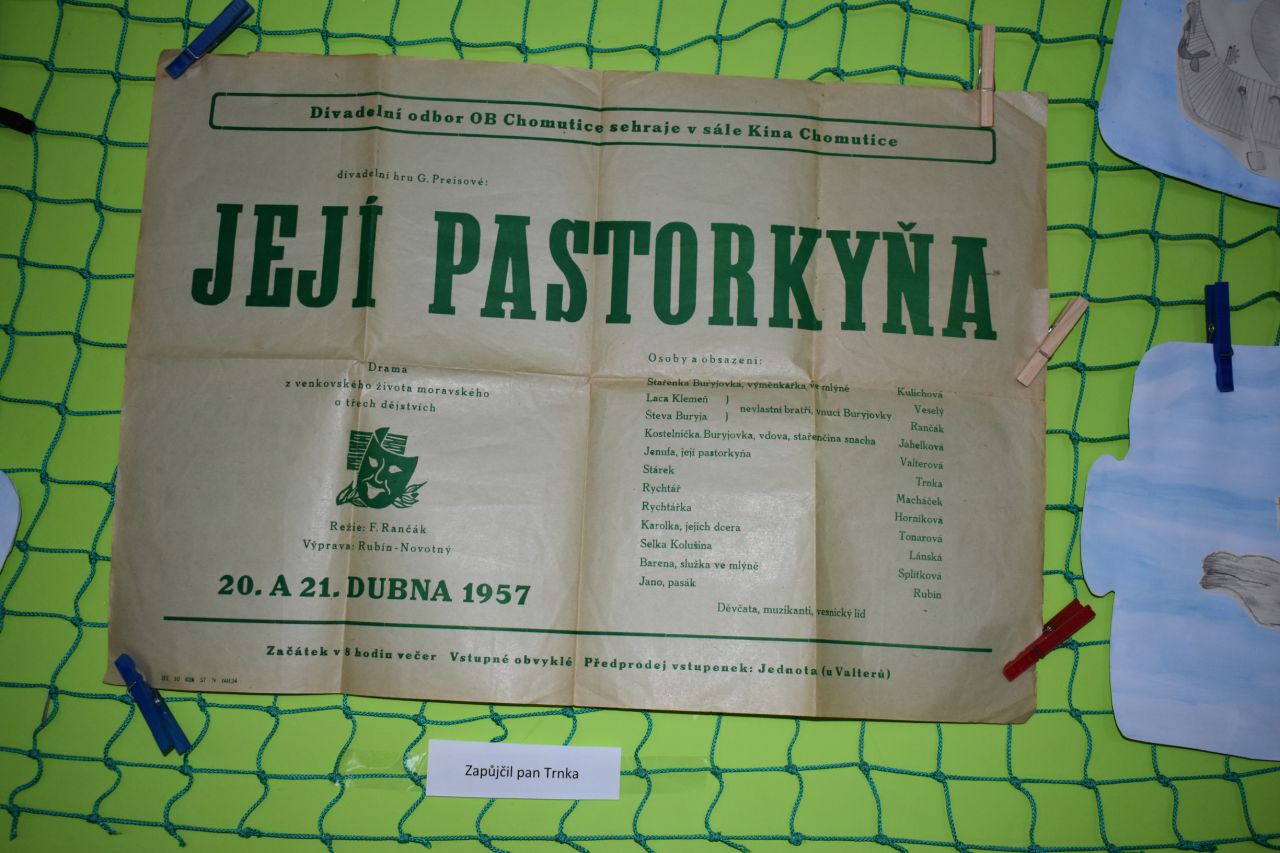 Divadelní odbor OB Chomutice sehraje v sále Kina Chomutice
divadelní hru G. Preisové:
JEJÍ PASTORKYŇA
Drama
z venkovského života moravského
o třech dějstvích
Režie: F. Rančák
Výprava: Rubín-Novotný
20. A 21. DUBNA 1957
Osoby a obsazení:
Stařenka Buryjovka, výměnkářka ve mlýně Kulichová
Laca Klemeň ) Veselý
nevlastní bratři, vnuci Buryjovky
Števa Buryja ) Rančák
Kostelnička Buryjovka, vdova, stařenčina snacha Jabelková
Jenufa, její pastorkyňa Valterová
Stárek Trnka
Rychtář Macháček
Rychtářka Horníková
Karolka, jejich dcera Tonarová
Selka Kolušina Lánská
Barena, služka ve mlýně Splítková
Jano, pasák Rubín
Děvčata, muzikanti, vesnický lid
Začátek v 8 hodin večer Vstupné obvyklé Předprodej vstupenek: Jednota (u Valterů)
Zapůjčil pan Trnka